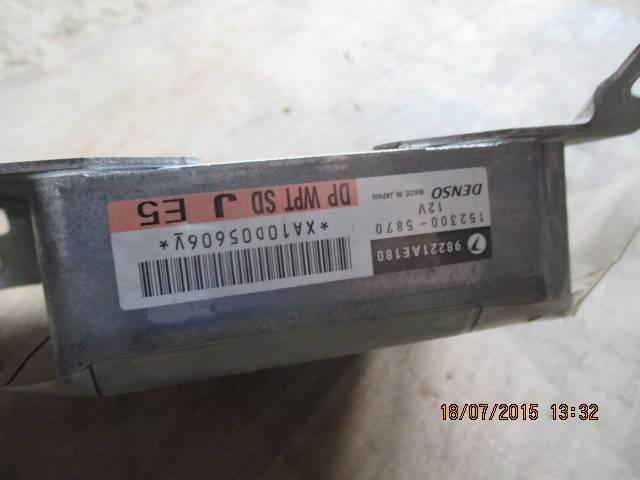 98221AE180
152300-5870
12V
DENSO MADE IN JAPAN
*XA10D05606V*
DP WPT SD J E5
18/07/2015 13:32